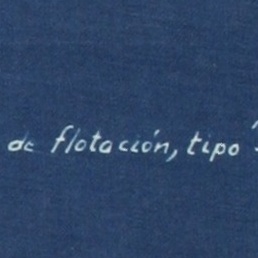 de flotación, tipo